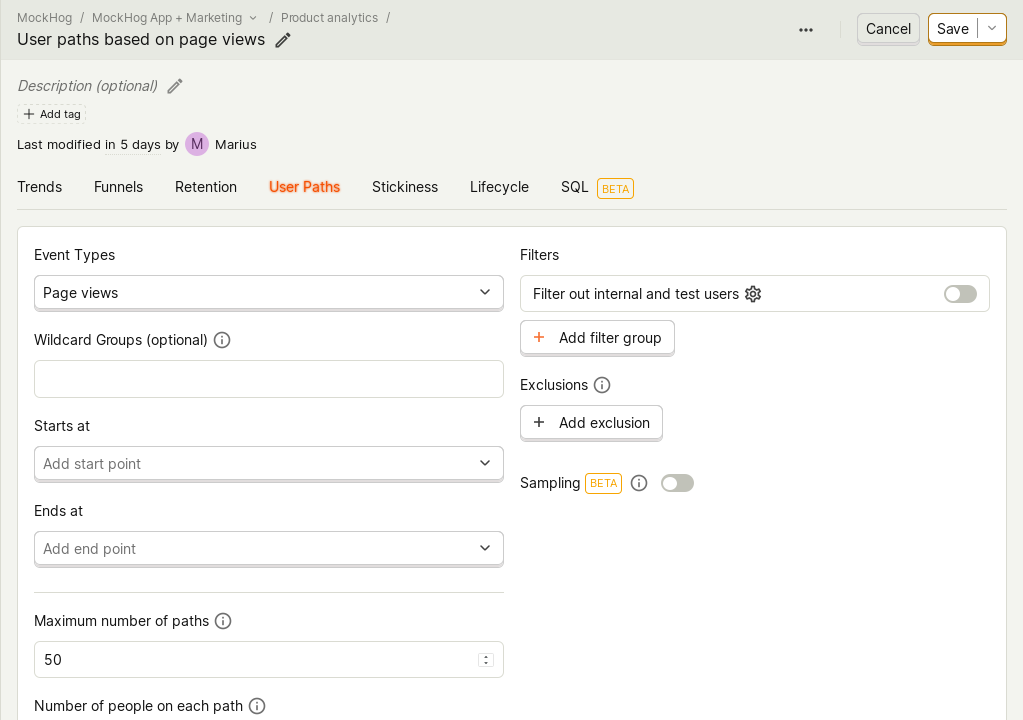 MockHog / MockHog App + Marketing / Product analytics /
User paths based on page views
Cancel
Save
Description (optional)
Add tag
Last modified in 5 days by M Marius
Trends Funnels Retention User Paths Stickiness Lifecycle SQL BETA
Event Types
Page views
Wildcard Groups (optional)
Starts at
Add start point
Ends at
Add end point
Maximum number of paths
50
Number of people on each path
Filters
Filter out internal and test users
Add filter group
Exclusions
Add exclusion
Sampling BETA